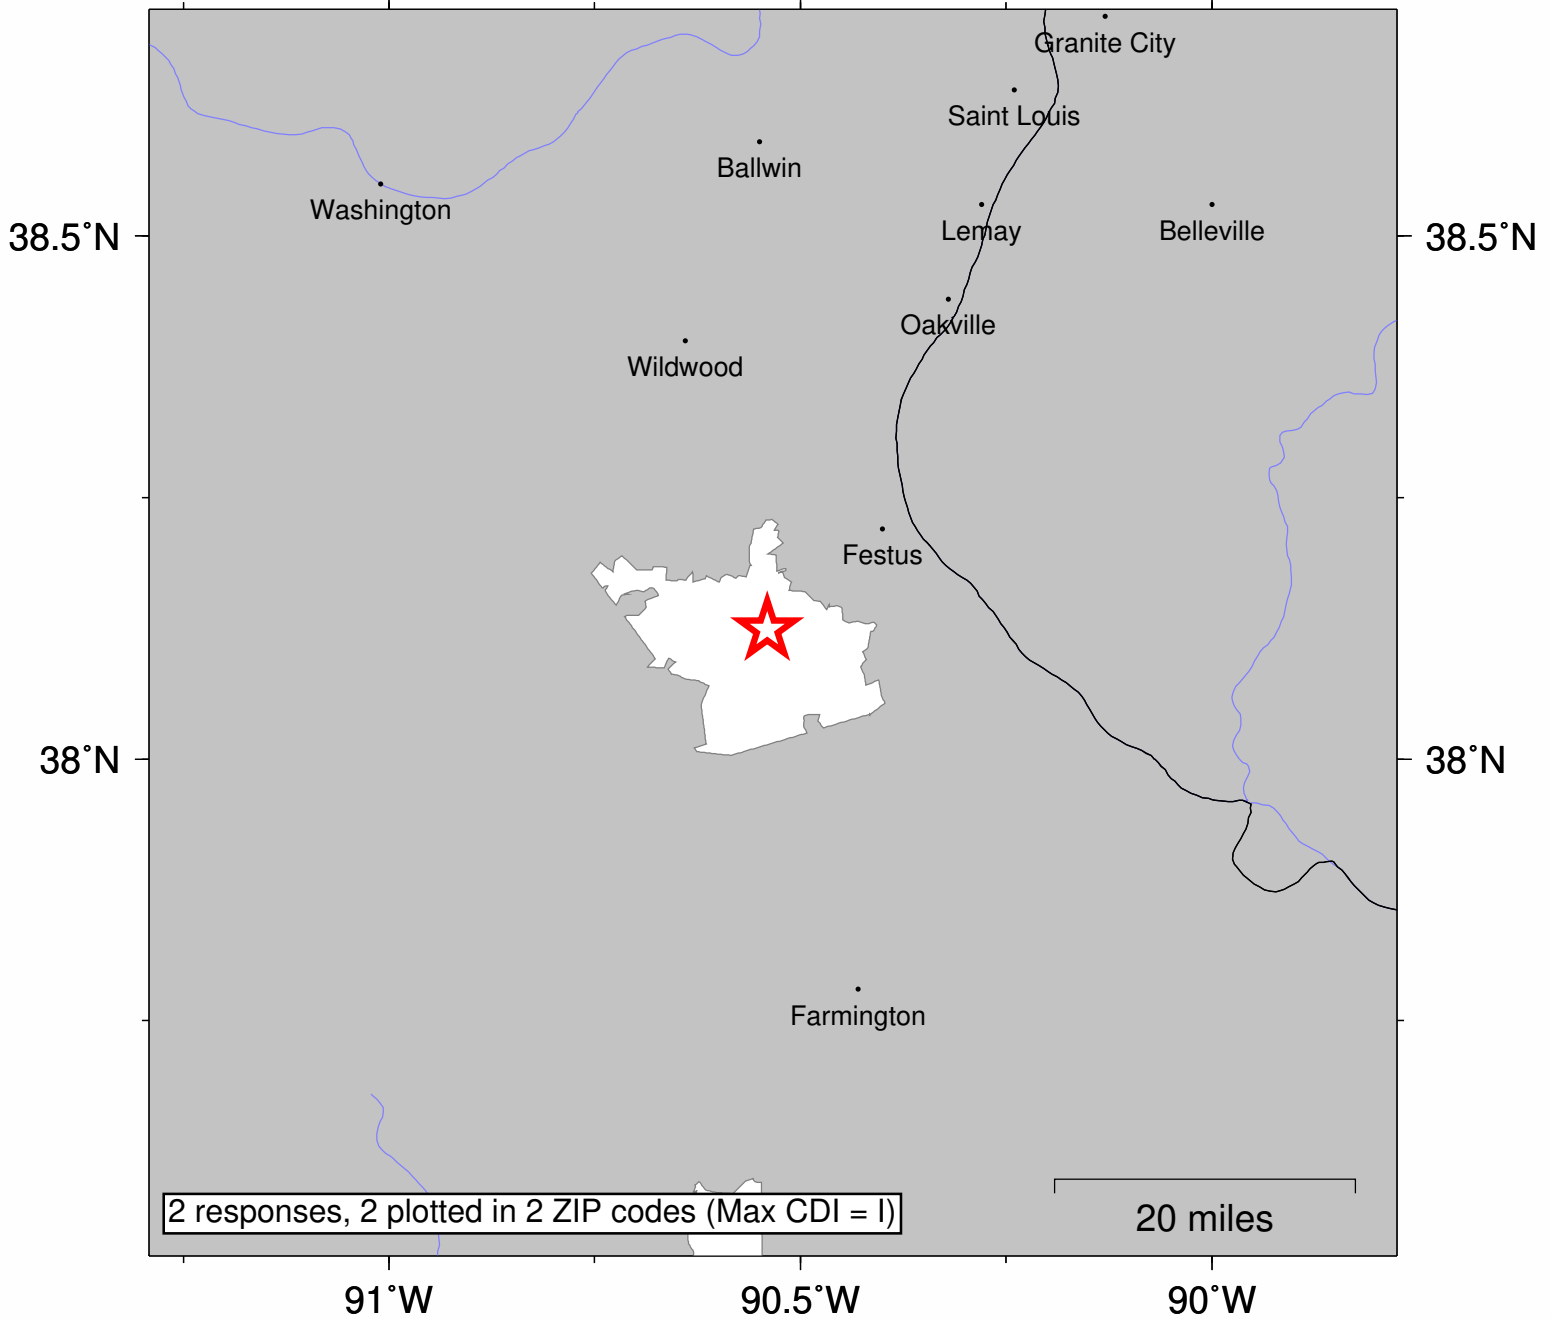 Granite City
Saint Louis
Ballwin
Washington
Lemay
Belleville
38.5˚N
38.5˚N
Oakville
Wildwood
Festus
38˚N
38˚N
Farmington
2 responses, 2 plotted in 2 ZIP codes (Max CDI = I)
20 miles
91˚W
90.5˚W
90˚W